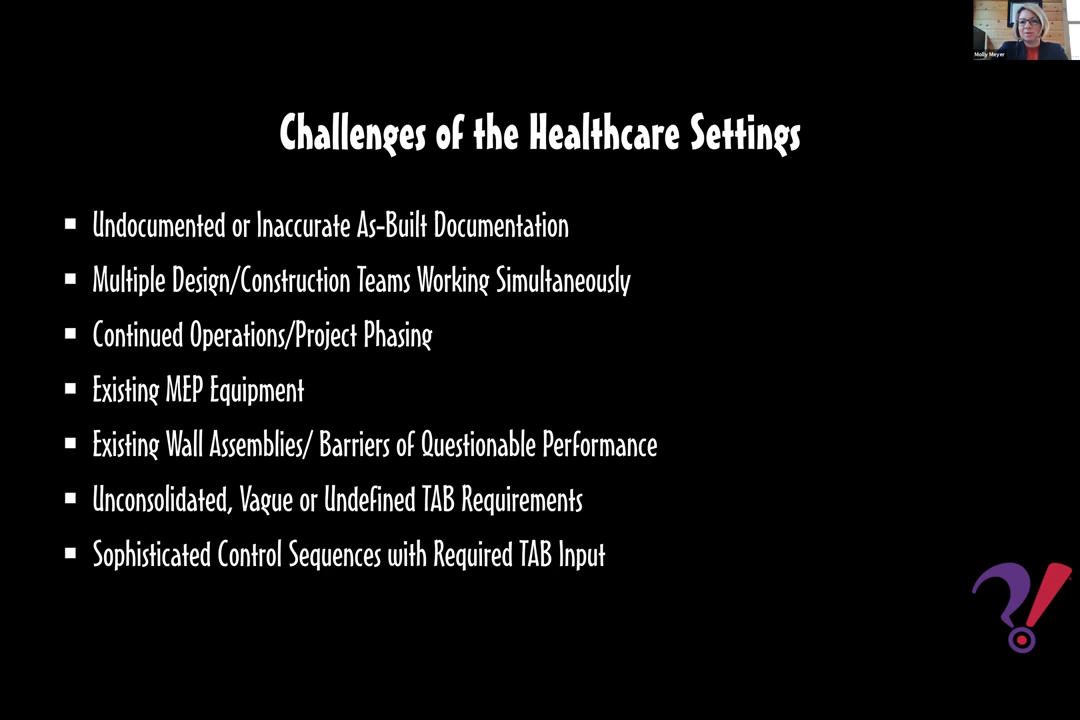 Molly Meyer
Challenges of the Healthcare Settings
Undocumented or Inaccurate As-Built Documentation
Multiple Design/Construction Teams Working Simultaneously
Continued Operations/Project Phasing
Existing MEP Equipment
Existing Wall Assemblies/ Barriers of Questionable Performance
Unconsolidated, Vague or Undefined TAB Requirements
Sophisticated Control Sequences with Required TAB Input
?!